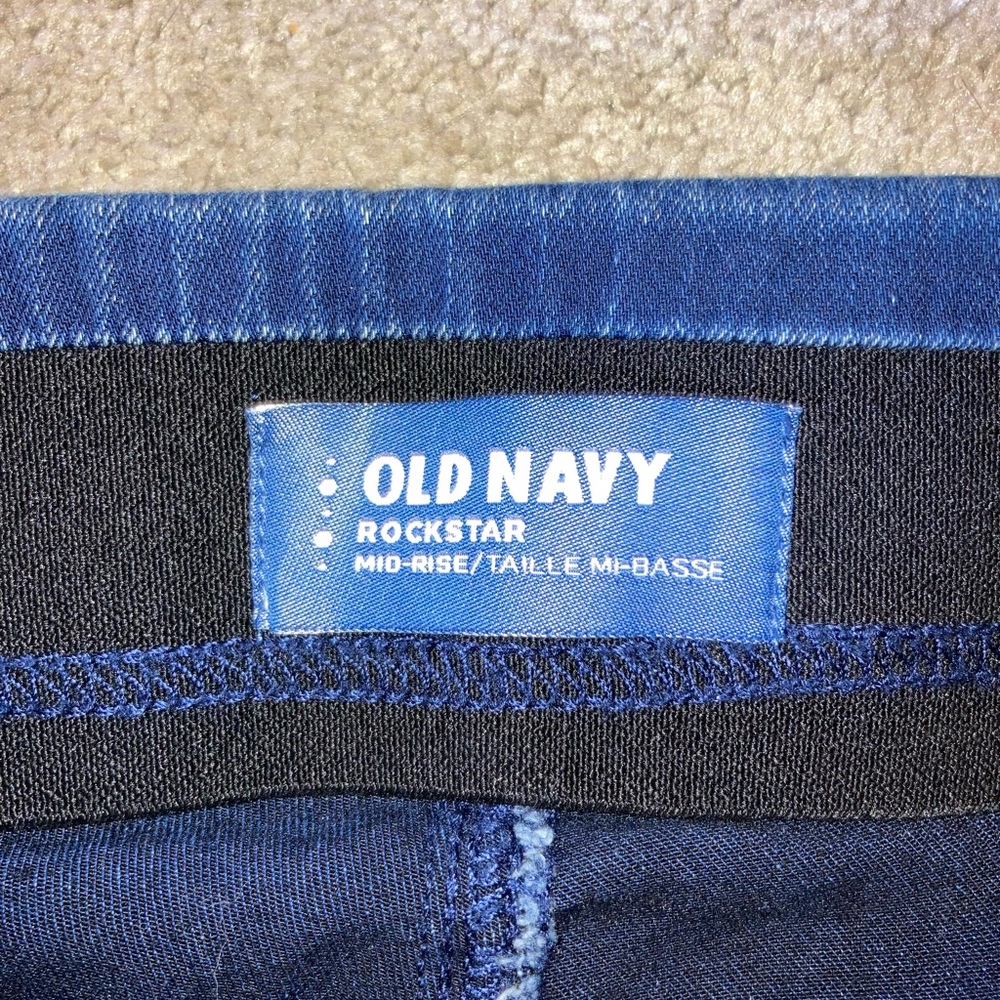 OLD NAVY
ROCKSTAR
MID-RISE/TAILLE MI-BASSE